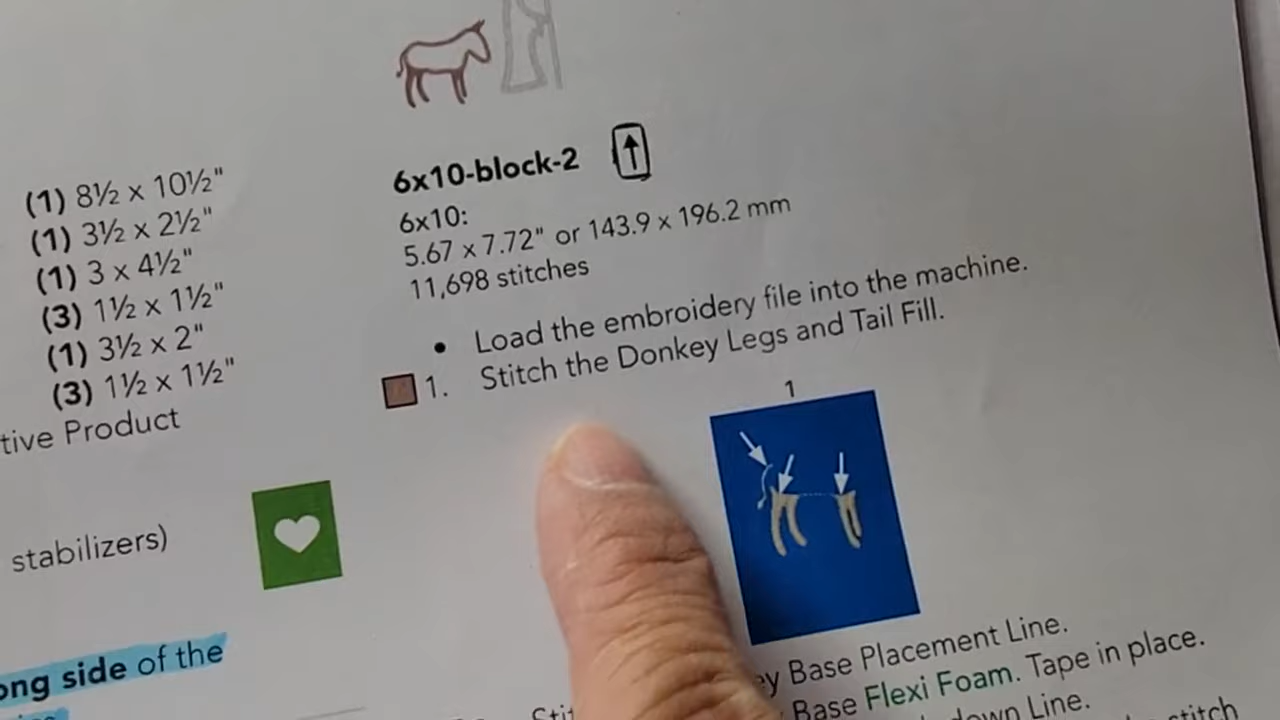 (1) 8½ x 10½"
(1) 3½ x 2½"
(1) 3 x 4½"
(3) 1½ x 1½"
(1) 3½ x 2"
(3) 1½ x 1½"
tive Product
stabilizers)
ong side of the
6x10-block-2
6x10:
5.67 x 7.72" or 143.9 x 196.2 mm
11,698 stitches
• Load the embroidery file into the machine.
1. Stitch the Donkey Legs and Tail Fill.
1
ey Base Placement Line.
Base Flexi Foam. Tape in place.
down Line.
stitch